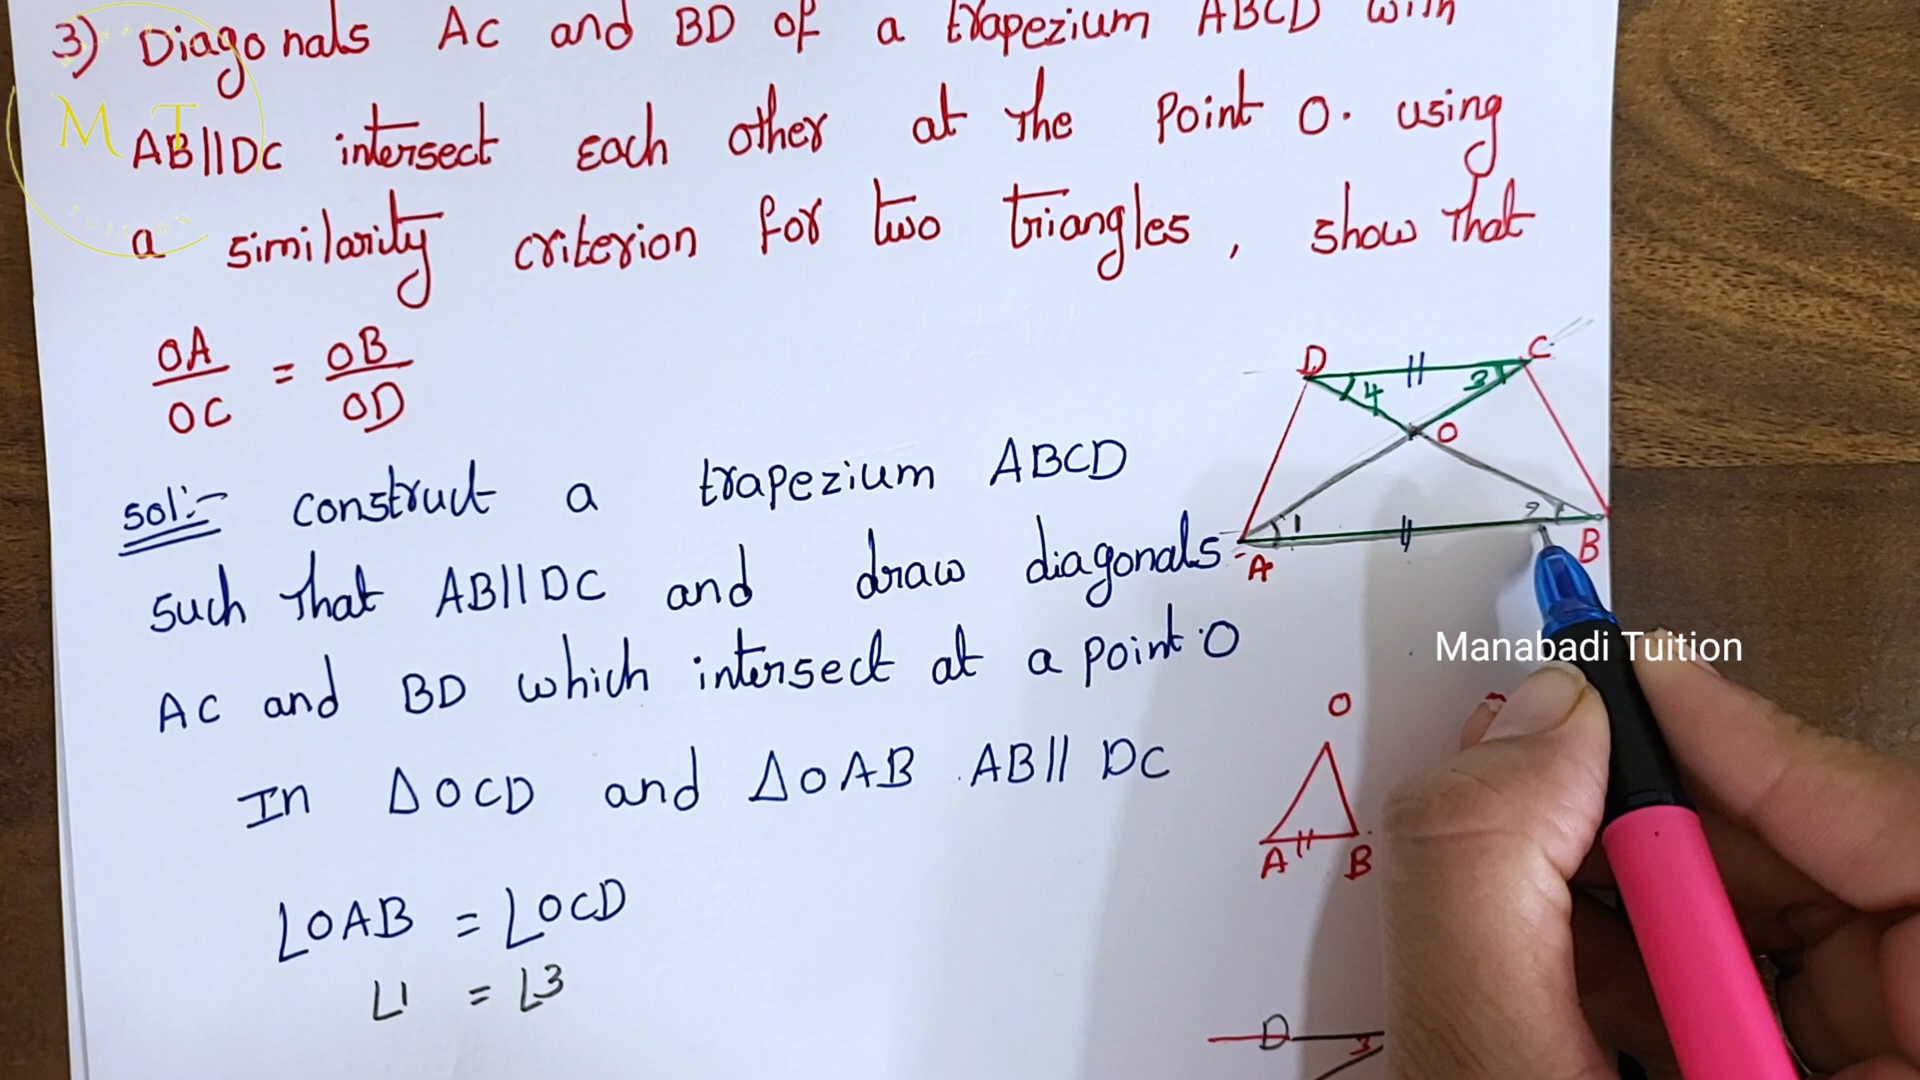 3) Diagonals AC and BD of a trapezium ABCD with
AB||DC intersect each other at the point O. using
a similarity criterion for two triangles, show that
OA/OC = OB/OD
Sol:- construct a trapezium ABCD
such that AB||DC and draw diagonals
AC and BD which intersect at a point O
In ΔOCD and ΔOAB AB|| DC
∠OAB = ∠OCD
∠1 = ∠3
D C
4 3
O
1 2
A B
O
A B
D
3
M T
TUITION
Manabadi Tuition